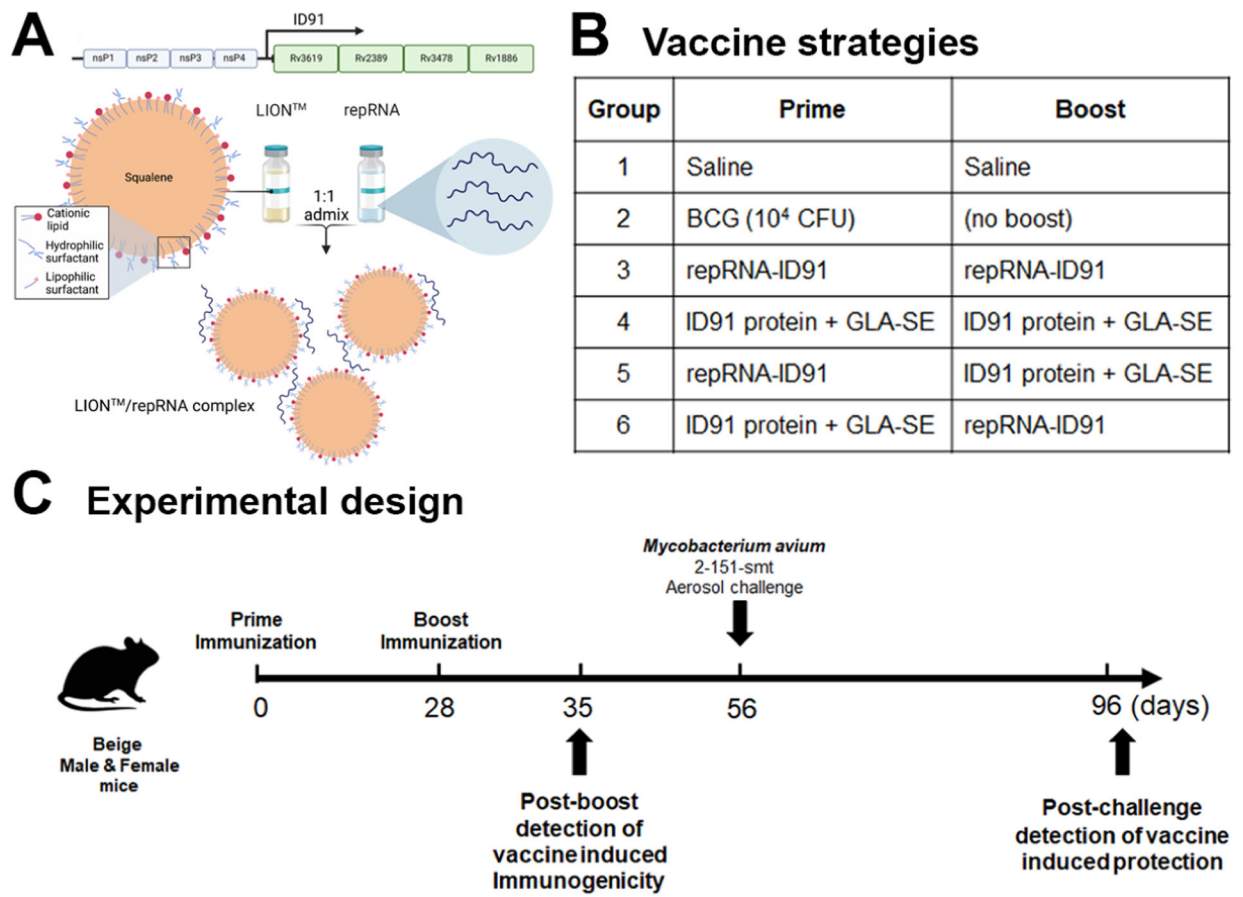 A
ID91
nsP1 nsP2 nsP3 nsP4 Rv3619 Rv2389 Rv3478 Rv1886
LION™ repRNA
Squalene
1:1
admix
Cationic
lipid
Hydrophilic
surfactant
Lipophilic
surfactant
LION™/repRNA complex
B Vaccine strategies
Group Prime Boost
1 Saline Saline
2 BCG (10⁴ CFU) (no boost)
3 repRNA-ID91 repRNA-ID91
4 ID91 protein + GLA-SE ID91 protein + GLA-SE
5 repRNA-ID91 ID91 protein + GLA-SE
6 ID91 protein + GLA-SE repRNA-ID91
C Experimental design
Mycobacterium avium
2-151-smt
Aerosol challenge
Prime
Immunization
Boost
Immunization
0 28 35 56 96 (days)
Beige
Male & Female
mice
Post-boost
detection of
vaccine induced
Immunogenicity
Post-challenge
detection of vaccine
induced protection